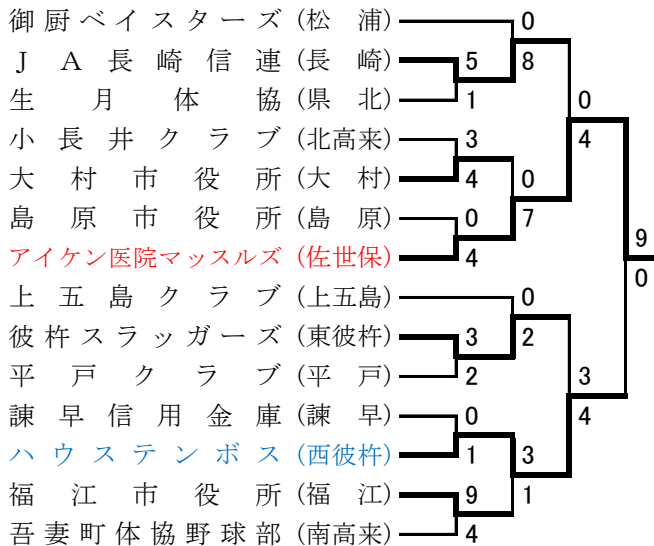 御厨ベイスターズ(松 浦) 0
ＪＡ長崎信連(長 崎) 5 8
生月体協(県 北) 1 0
小長井クラブ(北高来) 3 4
大村市役所(大 村) 4 0
島原市役所(島 原) 0 7
アイケン医院マッスルズ(佐世保) 4 9
上五島クラブ(上五島) 0 0
彼杵スラッガーズ(東彼杵) 3 2
平戸クラブ(平 戸) 2 3
諫早信用金庫(諫 早) 0 4
ハウステンボス(西彼杵) 1 3
福江市役所(福 江) 9 1
吾妻町体協野球部(南高来) 4